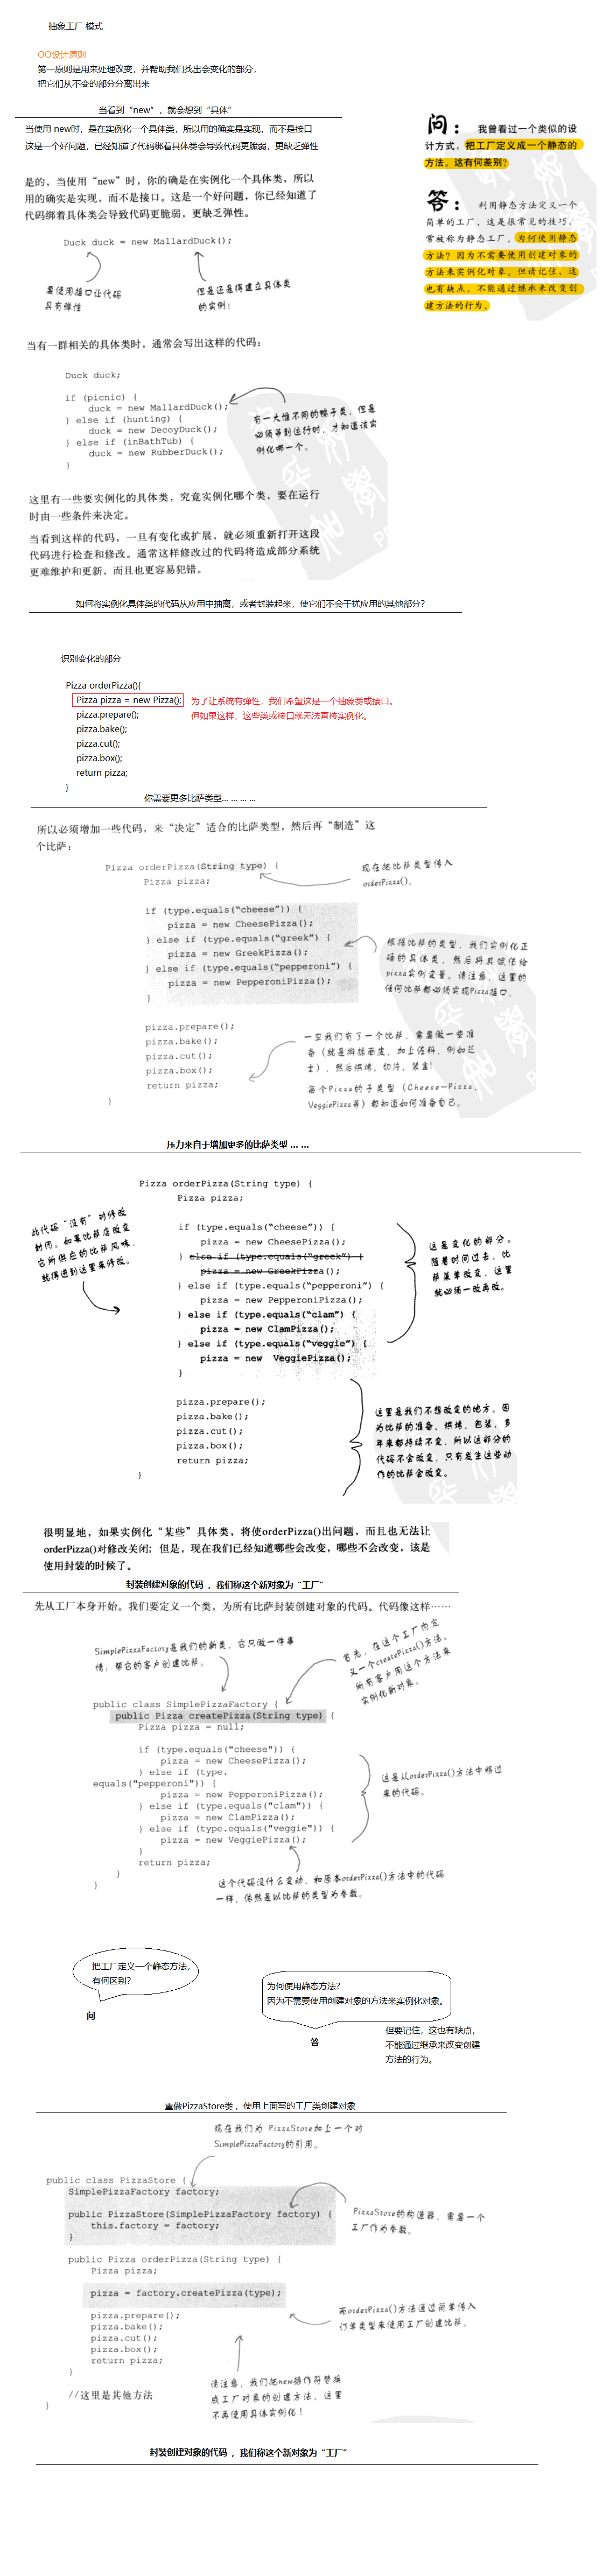 抽象工厂 模式
OO设计原则
第一原则是用来处理改变，并帮助我们找出会变化的部分，
把它们从不变的部分分离出来
当看到“new”，就会想到“具体”
当使用 new时，是在实例化一个具体类，所以用的确实是实现，而不是接口
这是一个好问题，已经知道了代码绑着具体类会导致代码更脆弱，更缺乏弹性
问： 我曾看过一个类似的设
计方式，把工厂定义成一个静态的
方法。这有何差别？
答： 利用静态方法定义一个
简单的工厂，这是很常见的技巧，
常被称为静态工厂。为何使用静态
方法？因为不需要使用创建对象的
方法来实例化对象。但请记住，这
也有缺点，不能通过继承来改变创
建方法的行为。
是的，当使用“new”时，你的确是在实例化一个具体类，所以
用的确实是实现，而不是接口。这是一个好问题，你已经知道了
代码绑着具体类会导致代码更脆弱，更缺乏弹性。
Duck duck = new MallardDuck();
要使用接口让代码
具有弹性
但是还是得建立具体类
的实例！
当有一群相关的具体类时，通常会写出这样的代码：
Duck duck;
if (picnic) {
duck = new MallardDuck();
} else if (hunting) {
duck = new DecoyDuck();
} else if (inBathTub) {
duck = new RubberDuck();
}
有一大堆不同的鸭子类，但是
必须等到运行时，才知道该实
例化哪一个。
这里有一些要实例化的具体类，究竟实例化哪个类，要在运行
时由一些条件来决定。
当看到这样的代码，一旦有变化或扩展，就必须重新打开这段
代码进行检查和修改。通常这样修改过的代码将造成部分系统
更难维护和更新，而且也更容易犯错。
如何将实例化具体类的代码从应用中抽离，或者封装起来，使它们不会干扰应用的其他部分？
识别变化的部分
Pizza orderPizza(){
Pizza pizza = new Pizza();
pizza.prepare();
pizza.bake();
pizza.cut();
pizza.box();
return pizza;
}
为了让系统有弹性，我们希望这是一个抽象类或接口。
但如果这样，这些类或接口就无法直接实例化。
你需要更多比萨类型... ... ... ...
所以必须增加一些代码，来“决定”适合的比萨类型，然后再“制造”这
个比萨：
Pizza orderPizza(String type) {
Pizza pizza;
现在把比萨类型传入
orderPizza()。
if (type.equals(“cheese”)) {
pizza = new CheesePizza();
} else if (type.equals(“greek”) {
pizza = new GreekPizza();
} else if (type.equals(“pepperoni”) {
pizza = new PepperoniPizza();
}
根据比萨的类型，我们实例化正
确的具体类，然后将其赋值给
pizza实例变量。请注意，这里的
任何比萨都必须实现Pizza接口。
pizza.prepare();
pizza.bake();
pizza.cut();
pizza.box();
return pizza;
}
一旦我们有了一个比萨，需要做一些准
备（就是擀揉面皮、加上佐料，例如芝
士），然后烘烤、切片、装盒！
每个Pizza的子类型（Cheese—Pizza、
VeggiePizza等）都知道如何准备自己。
压力来自于增加更多的比萨类型 ... ...
Pizza orderPizza(String type) {
Pizza pizza;
此代码“没有”对修改
封闭。如果比萨店改变
它所供应的比萨风味，
就得进到这里来修改。
if (type.equals(“cheese”)) {
pizza = new CheesePizza();
} else if (type.equals(“greek”) {
pizza = new GreekPizza();
} else if (type.equals(“pepperoni”) {
pizza = new PepperoniPizza();
} else if (type.equals(“clam”) {
pizza = new ClamPizza();
} else if (type.equals(“veggie”) {
pizza = new VeggiePizza();
}
这是变化的部分。
随着时间过去，比
萨菜单改变，这里
就必须一改再改。
pizza.prepare();
pizza.bake();
pizza.cut();
pizza.box();
return pizza;
}
这里是我们不想改变的地方。因
为比萨的准备、烘烤、包装，多
年来都持续不变，所以这部分的
代码不会改变，只有发生这些动
作的比萨会改变。
很明显地，如果实例化“某些”具体类，将使orderPizza()出问题，而且也无法让
orderPizza()对修改关闭；但是，现在我们已经知道哪些会改变，哪些不会改变，该是
使用封装的时候了。
封装创建对象的代码 ，我们称这个新对象为“工厂”
先从工厂本身开始。我们要定义一个类，为所有比萨封装创建对象的代码。代码像这样……
SimplePizzaFactory是我们的新类，它只做一件事
情：帮它的客户创建比萨。
首先，在这个工厂内定
义一个createPizza()方法。
所有客户用这个方法来
实例化新对象。
public class SimplePizzaFactory {
public Pizza createPizza(String type) {
Pizza pizza = null;
if (type.equals("cheese")) {
pizza = new CheesePizza();
} else if (type.
equals("pepperoni")) {
pizza = new PepperoniPizza();
} else if (type.equals("clam")) {
pizza = new ClamPizza();
} else if (type.equals("veggie")) {
pizza = new VeggiePizza();
}
return pizza;
}
}
这是从orderPizza()方法中移过
来的代码。
这个代码没什么变动，和原本orderPizza()方法中的代码
一样，依然是以比萨的类型为参数。
把工厂定义一个静态方法，
有何区别？
问
为何使用静态方法？
因为不需要使用创建对象的方法来实例化对象。
答
但要记住，这也有缺点，
不能通过继承来改变创建
方法的行为。
重做PizzaStore类 ，使用上面写的工厂类创建对象
现在我们为 PizzaStore加上一个对
SimplePizzaFactory的引用。
public class PizzaStore {
SimplePizzaFactory factory;
public PizzaStore(SimplePizzaFactory factory) {
this.factory = factory;
}
PizzaStore的构造器，需要一个
工厂作为参数。
public Pizza orderPizza(String type) {
Pizza pizza;
pizza = factory.createPizza(type);
pizza.prepare();
pizza.bake();
pizza.cut();
pizza.box();
return pizza;
}
//这里是其他方法
}
而orderPizza()方法通过简单传入
订单类型来使用工厂创建比萨。
请注意，我们把new操作符替换
成工厂对象的创建方法。这里
不再使用具体实例化！
封装创建对象的代码 ，我们称这个新对象为“工厂”